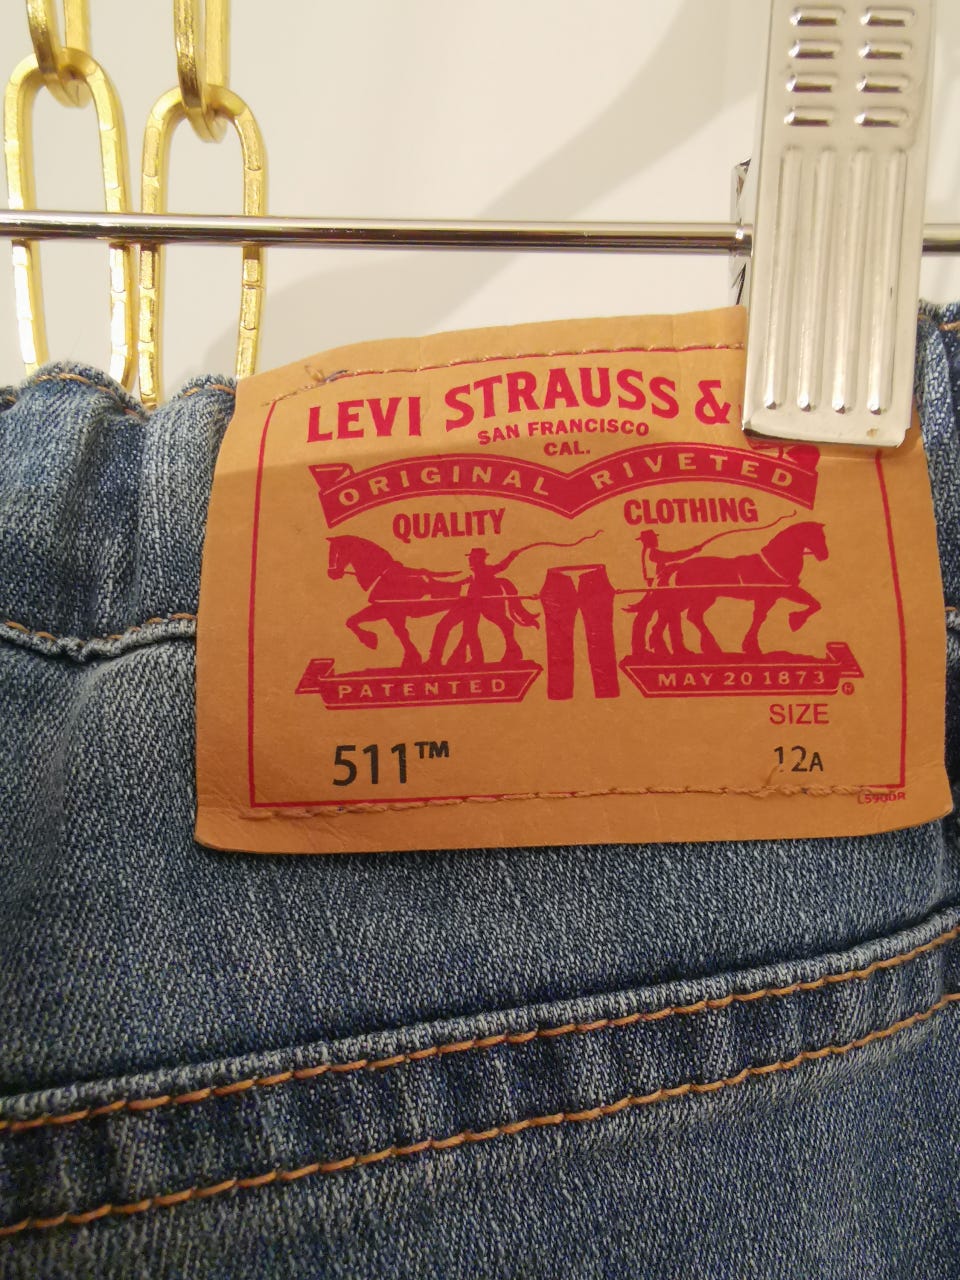 LEVI STRAUSS &
SAN FRANCISCO
CAL.
ORIGINAL RIVETED
QUALITY CLOTHING
PATENTED MAY 20 1873 ®
SIZE
511™ 12A